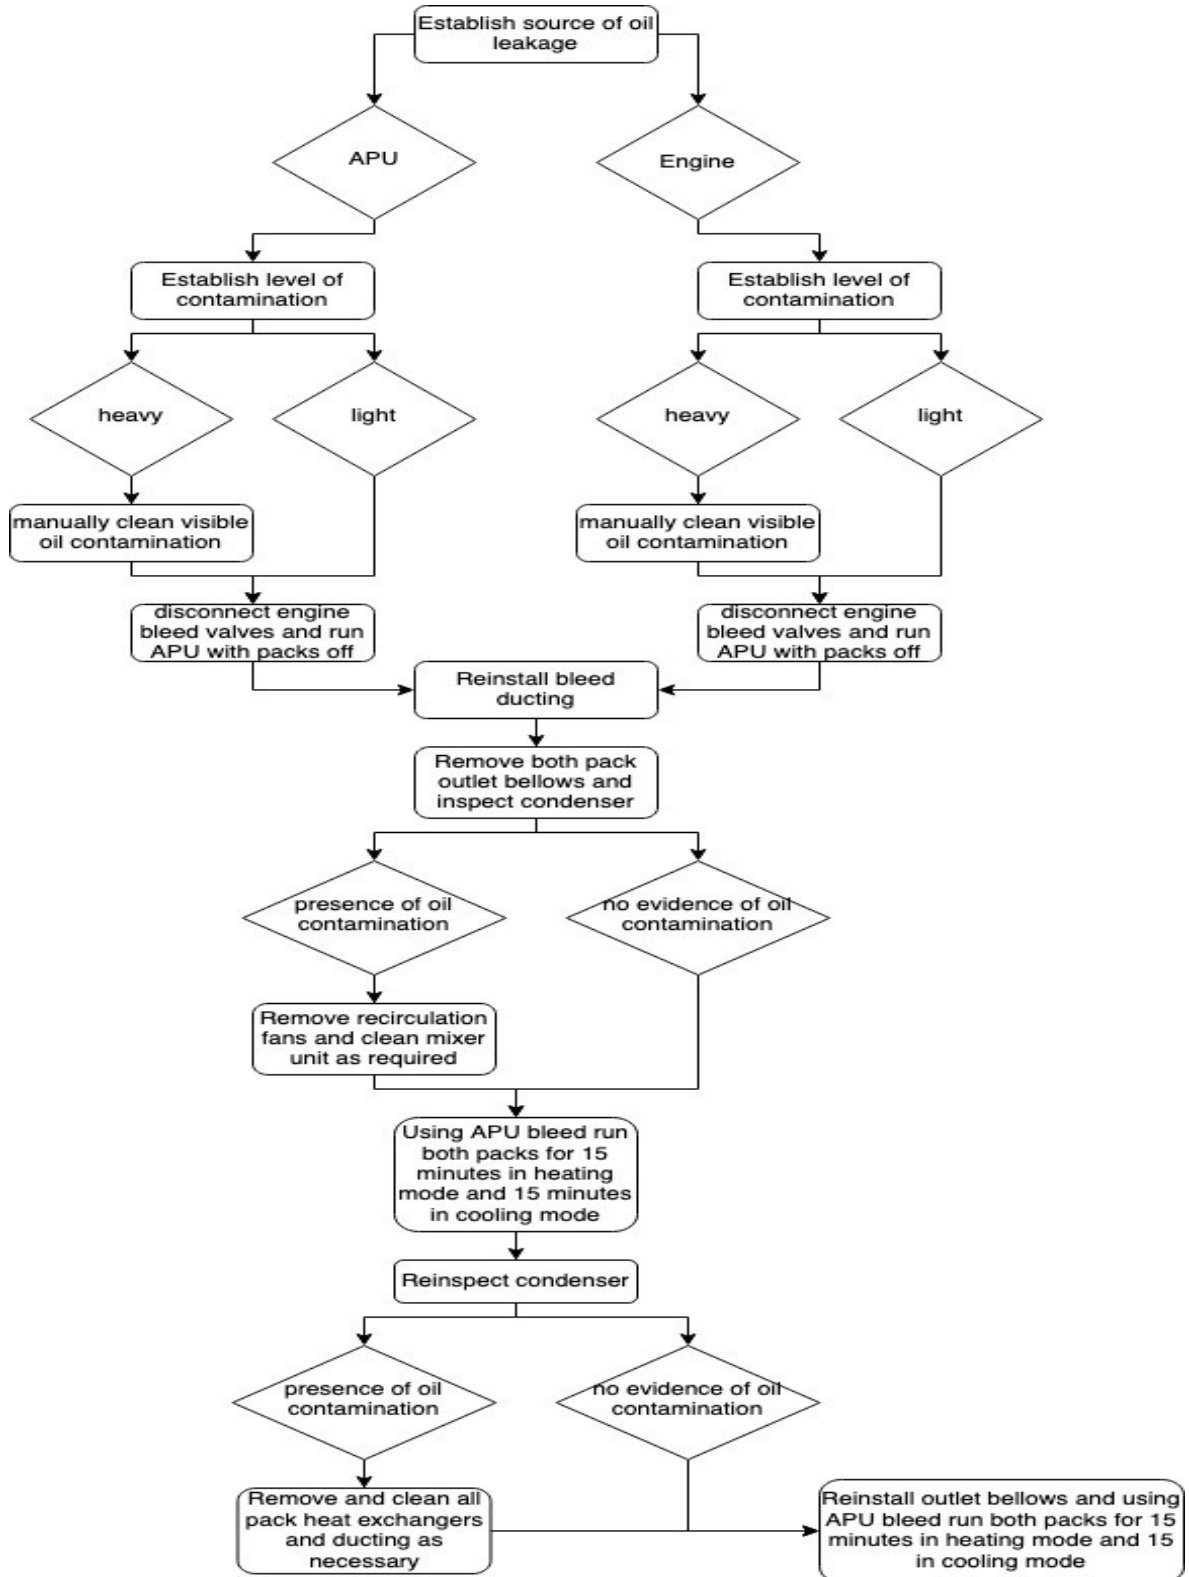 Establish source of oil
leakage
APU
Engine
Establish level of
contamination
Establish level of
contamination
heavy
light
heavy
light
manually clean visible
oil contamination
manually clean visible
oil contamination
disconnect engine
bleed valves and run
APU with packs off
disconnect engine
bleed valves and run
APU with packs off
Reinstall bleed
ducting
Remove both pack
outlet bellows and
inspect condenser
presence of oil
contamination
no evidence of oil
contamination
Remove recirculation
fans and clean mixer
unit as required
Using APU bleed run
both packs for 15
minutes in heating
mode and 15 minutes
in cooling mode
Reinspect condenser
presence of oil
contamination
no evidence of oil
contamination
Remove and clean all
pack heat exchangers
and ducting as
necessary
Reinstall outlet bellows and using
APU bleed run both packs for 15
minutes in heating mode and 15
in cooling mode